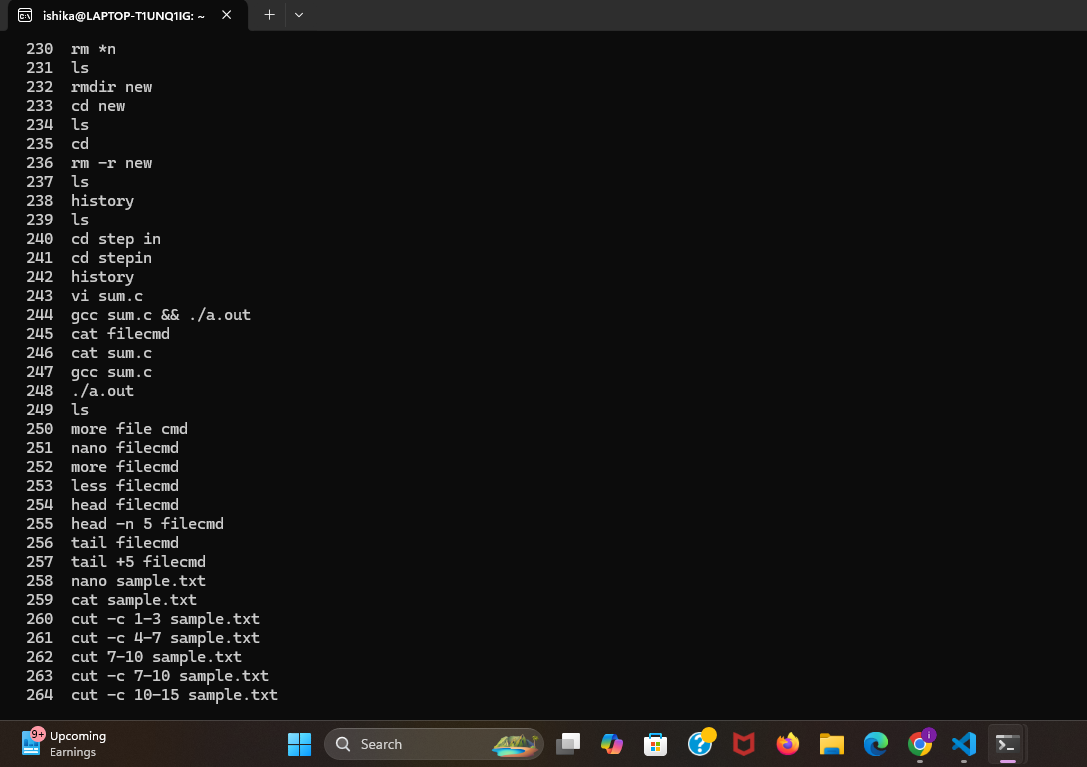 ishika@LAPTOP-T1UNQ1IG: ~
230 rm *n
231 ls
232 rmdir new
233 cd new
234 ls
235 cd
236 rm -r new
237 ls
238 history
239 ls
240 cd step in
241 cd stepin
242 history
243 vi sum.c
244 gcc sum.c && ./a.out
245 cat filecmd
246 cat sum.c
247 gcc sum.c
248 ./a.out
249 ls
250 more file cmd
251 nano filecmd
252 more filecmd
253 less filecmd
254 head filecmd
255 head -n 5 filecmd
256 tail filecmd
257 tail +5 filecmd
258 nano sample.txt
259 cat sample.txt
260 cut -c 1-3 sample.txt
261 cut -c 4-7 sample.txt
262 cut 7-10 sample.txt
263 cut -c 7-10 sample.txt
264 cut -c 10-15 sample.txt
9+
Upcoming
Earnings
Search
i